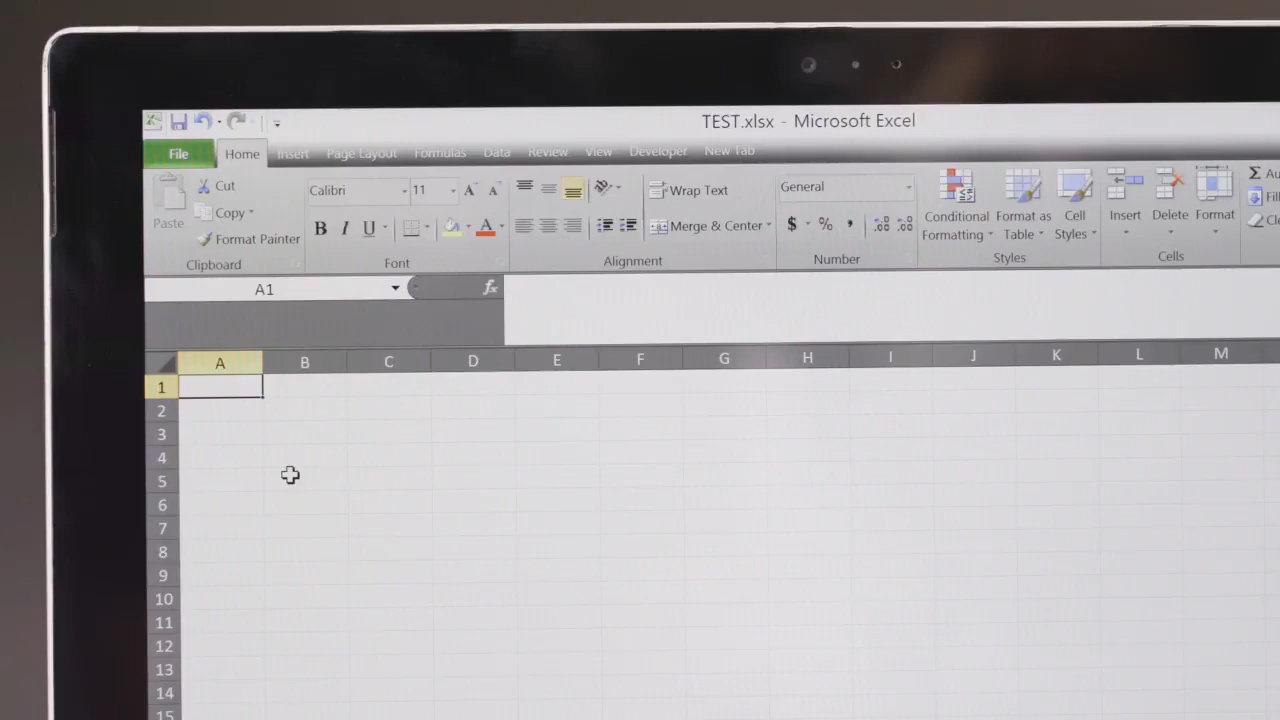 TEST.xlsx - Microsoft Excel
File Home Insert Page Layout Formulas Data Review View Developer New Tab
Paste
Cut
Copy
Format Painter
Clipboard
Calibri 11
B I U A
Font
Wrap Text
Merge & Center
Alignment
General
$ % ,
Number
Conditional Formatting
Format as Table
Cell Styles
Styles
Insert Delete Format
Cells
Σ Au
Fill
A1 fx
A B C D E F G H I J K L M
1
2
3
4
5
6
7
8
9
10
11
12
13
14
15